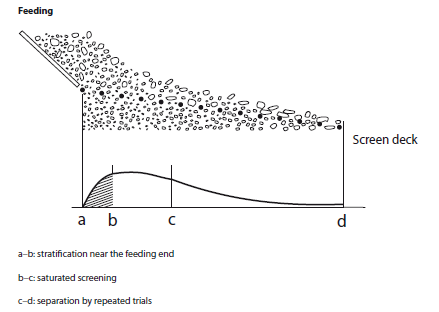 Feeding
Screen deck
a b c d
a–b: stratification near the feeding end
b–c: saturated screening
c–d: separation by repeated trials